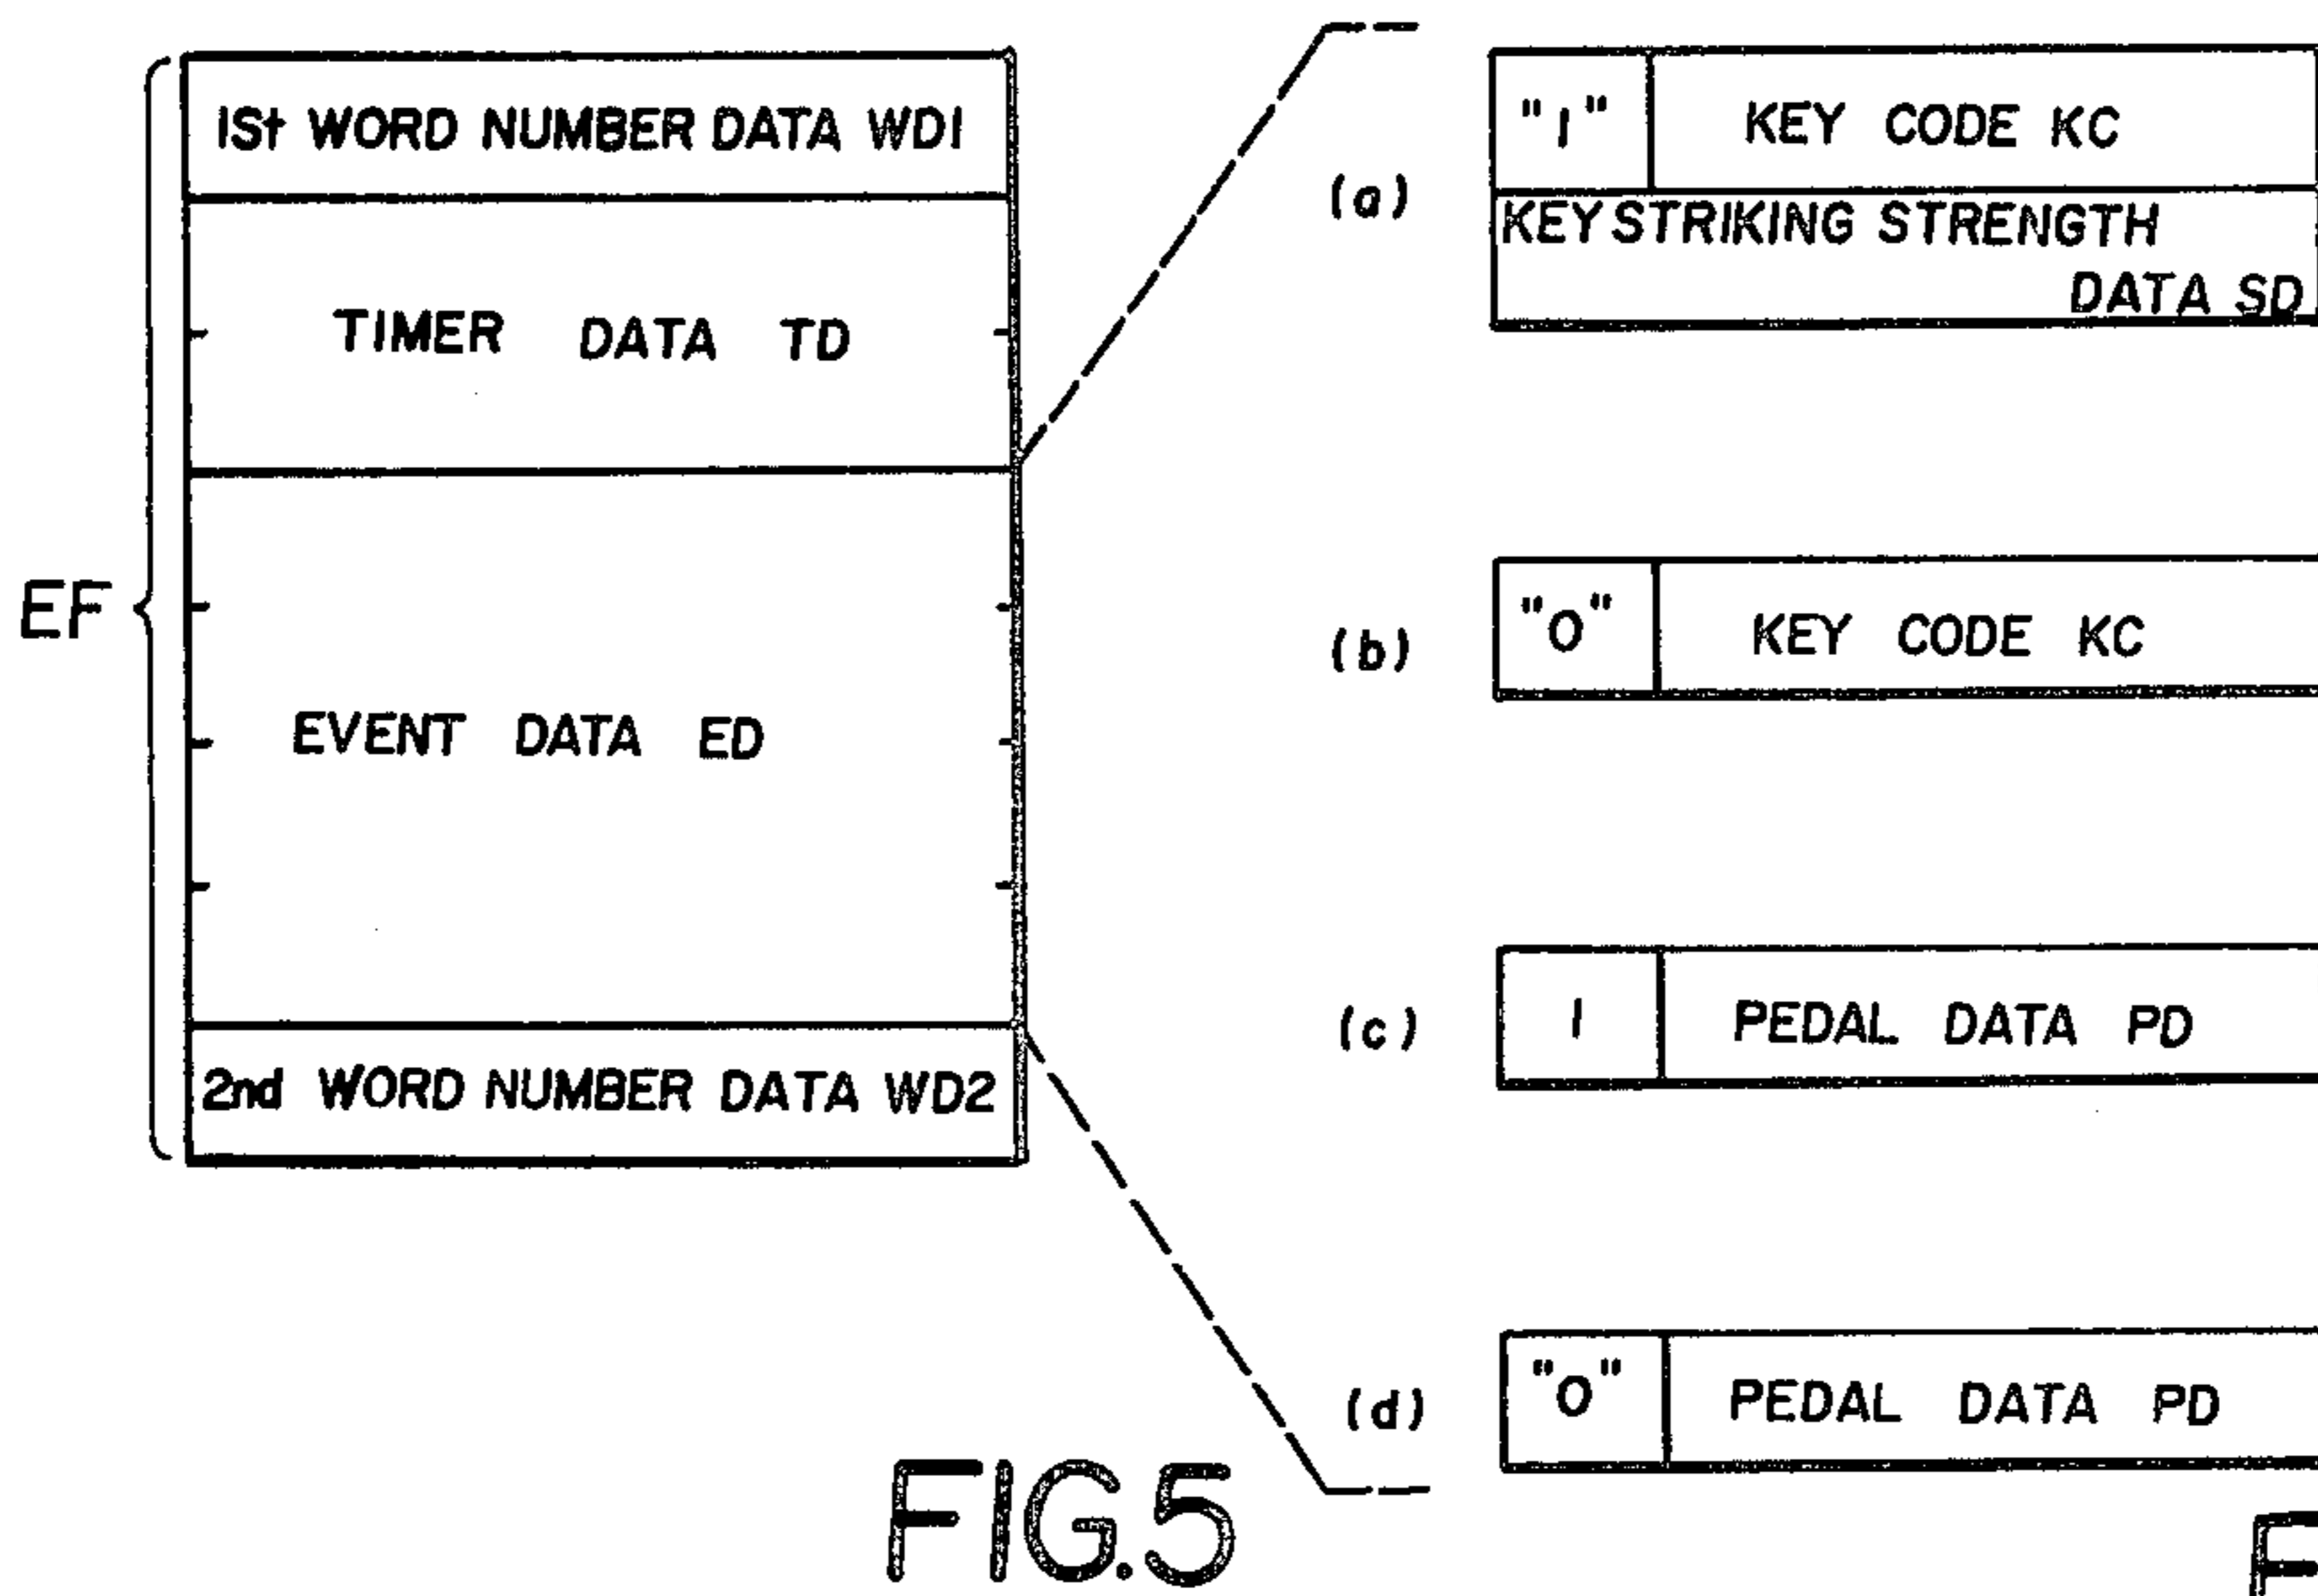 1St WORD NUMBER DATA WD1
TIMER DATA TD
EF
EVENT DATA ED
2nd WORD NUMBER DATA WD2
(a)
"1" KEY CODE KC
KEY STRIKING STRENGTH
DATA SD
(b)
"0" KEY CODE KC
(c)
1 PEDAL DATA PD
(d)
"0" PEDAL DATA PD
FIG.5
F